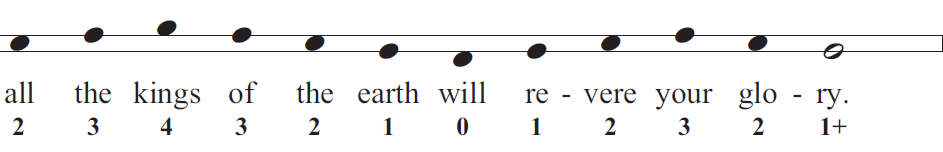 all the kings of the earth will re - vere your glo - ry.
2 3 4 3 2 1 0 1 2 3 2 1+